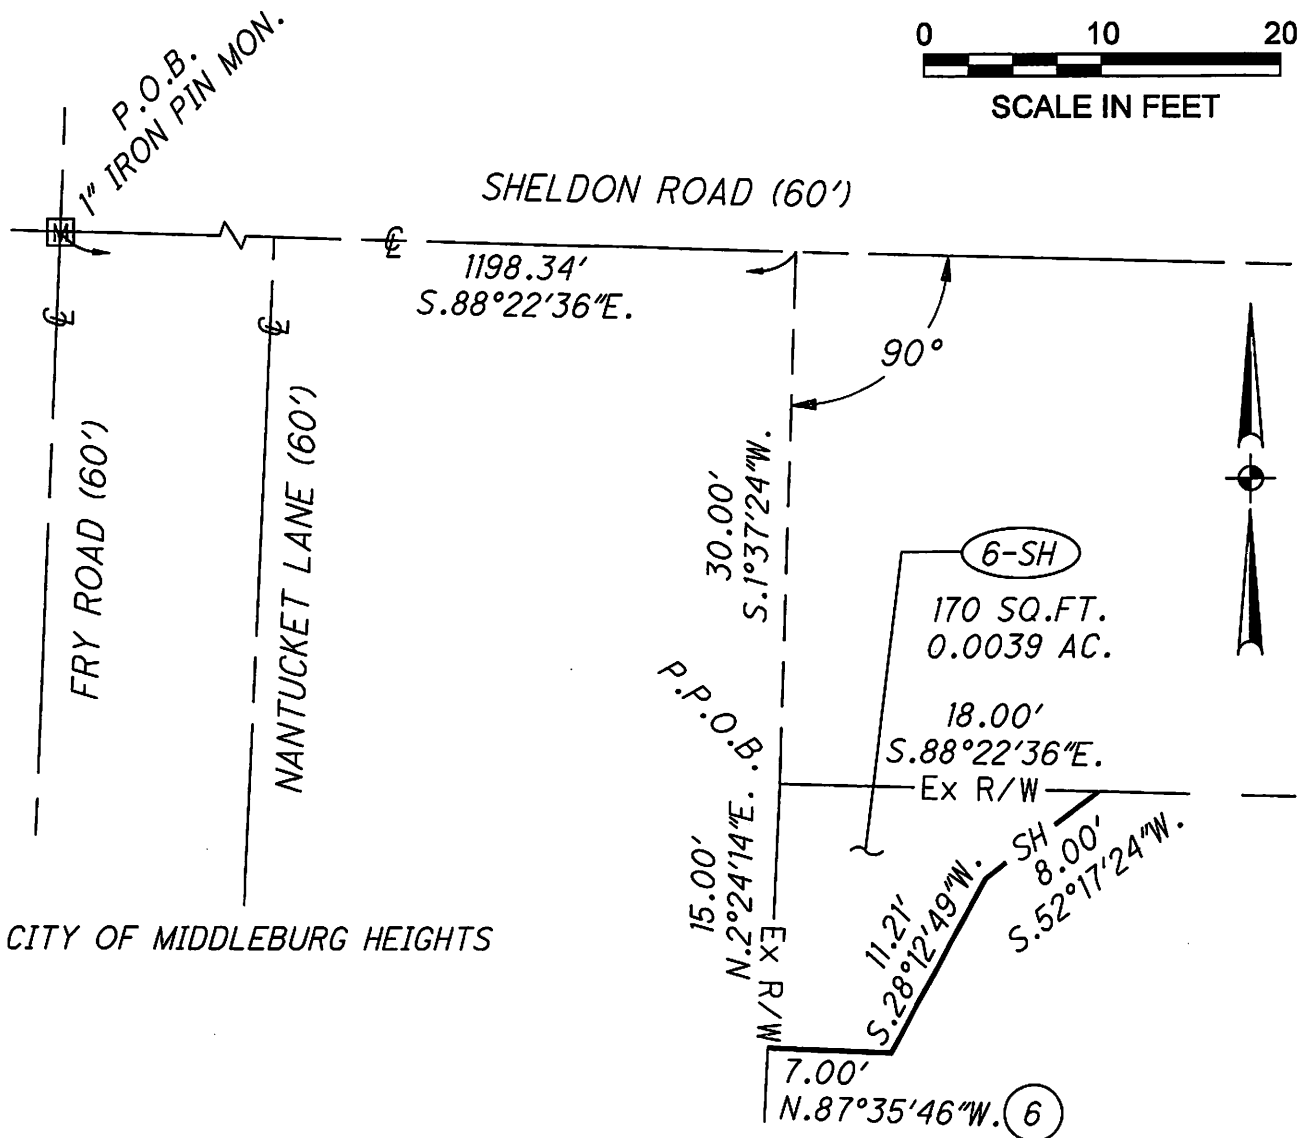 P.O.B.
1" IRON PIN MON.
0 10 20
SCALE IN FEET
SHELDON ROAD (60')
M
℄
1198.34'
S.88°22'36"E.
℄
℄
90°
FRY ROAD (60')
NANTUCKET LANE (60')
30.00'
S.1°37'24"W.
6-SH
170 SQ.FT.
0.0039 AC.
P.P.O.B.
18.00'
S.88°22'36"E.
Ex R/W
15.00'
N.2°24'14"E.
Ex R/W
SH
8.00'
S.52°17'24"W.
11.21'
S.28°12'49"W.
CITY OF MIDDLEBURG HEIGHTS
7.00'
N.87°35'46"W.
6